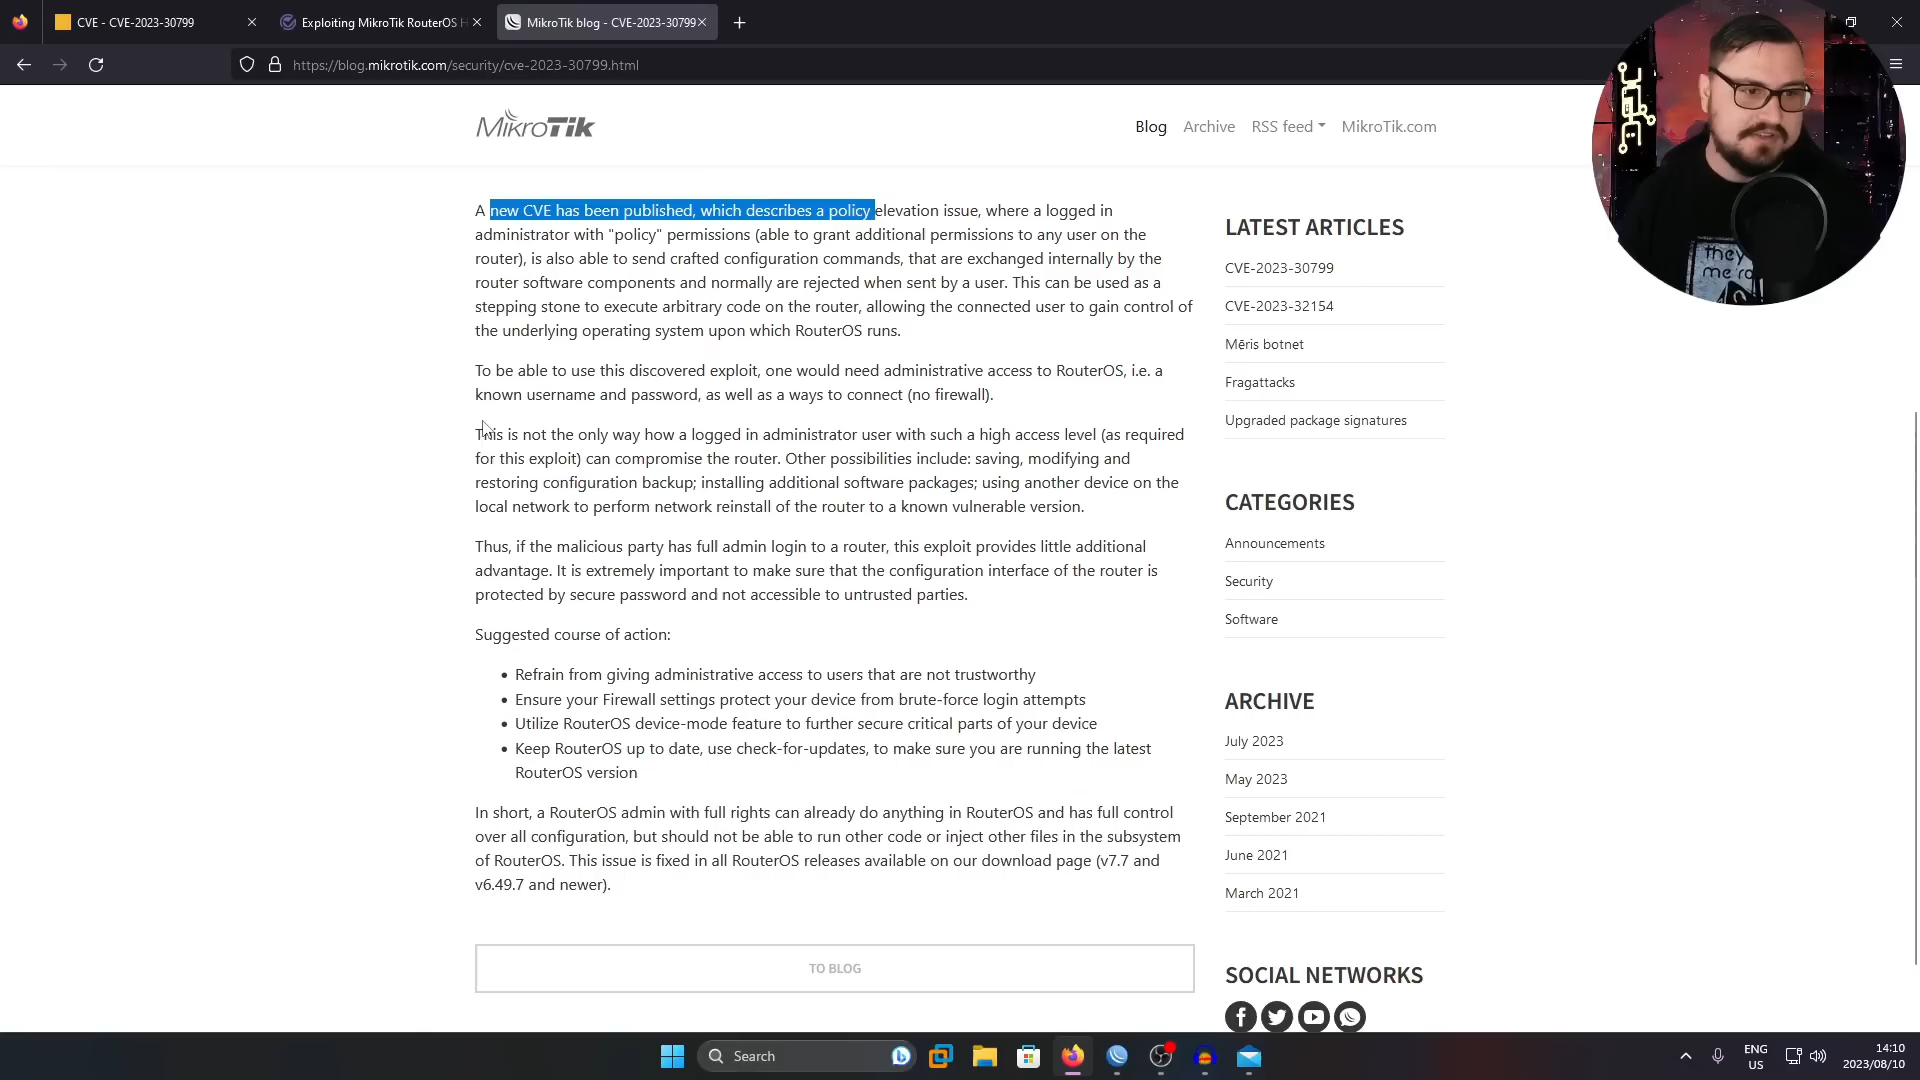 CVE - CVE-2023-30799
Exploiting MikroTik RouterOS H
MikroTik blog - CVE-2023-30799
https://blog.mikrotik.com/security/cve-2023-30799.html
MikroTik
Blog
Archive
RSS feed
MikroTik.com
A new CVE has been published, which describes a policy elevation issue, where a logged in
administrator with "policy" permissions (able to grant additional permissions to any user on the
router), is also able to send crafted configuration commands, that are exchanged internally by the
router software components and normally are rejected when sent by a user. This can be used as a
stepping stone to execute arbitrary code on the router, allowing the connected user to gain control of
the underlying operating system upon which RouterOS runs.
To be able to use this discovered exploit, one would need administrative access to RouterOS, i.e. a
known username and password, as well as a ways to connect (no firewall).
This is not the only way how a logged in administrator user with such a high access level (as required
for this exploit) can compromise the router. Other possibilities include: saving, modifying and
restoring configuration backup; installing additional software packages; using another device on the
local network to perform network reinstall of the router to a known vulnerable version.
Thus, if the malicious party has full admin login to a router, this exploit provides little additional
advantage. It is extremely important to make sure that the configuration interface of the router is
protected by secure password and not accessible to untrusted parties.
Suggested course of action:
• Refrain from giving administrative access to users that are not trustworthy
• Ensure your Firewall settings protect your device from brute-force login attempts
• Utilize RouterOS device-mode feature to further secure critical parts of your device
• Keep RouterOS up to date, use check-for-updates, to make sure you are running the latest
RouterOS version
In short, a RouterOS admin with full rights can already do anything in RouterOS and has full control
over all configuration, but should not be able to run other code or inject other files in the subsystem
of RouterOS. This issue is fixed in all RouterOS releases available on our download page (v7.7 and
v6.49.7 and newer).
TO BLOG
LATEST ARTICLES
CVE-2023-30799
CVE-2023-32154
Mēris botnet
Fragattacks
Upgraded package signatures
CATEGORIES
Announcements
Security
Software
ARCHIVE
July 2023
May 2023
September 2021
June 2021
March 2021
SOCIAL NETWORKS
they
me ro
Search
ENG
US
14:10
2023/08/10